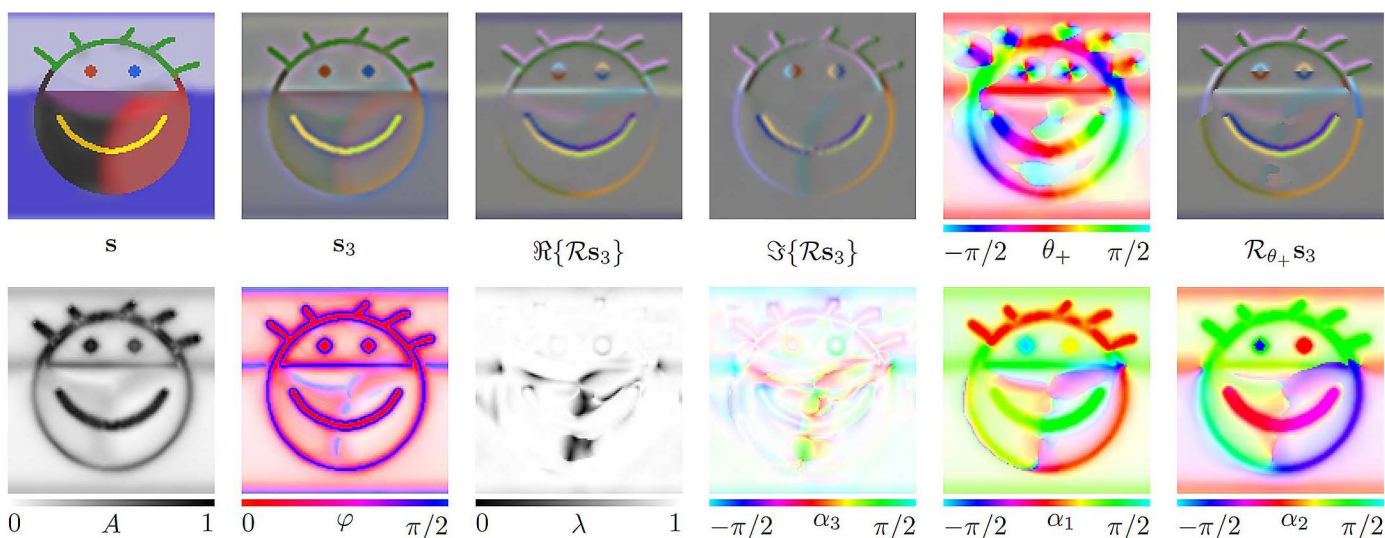 s
s₃
ℜ{ℛs₃}
ℑ{ℛs₃}
−π/2 θ₊ π/2
ℛ_θ₊ s₃
0 A 1
0 φ π/2
0 λ 1
−π/2 α₃ π/2
−π/2 α₁ π/2
−π/2 α₂ π/2